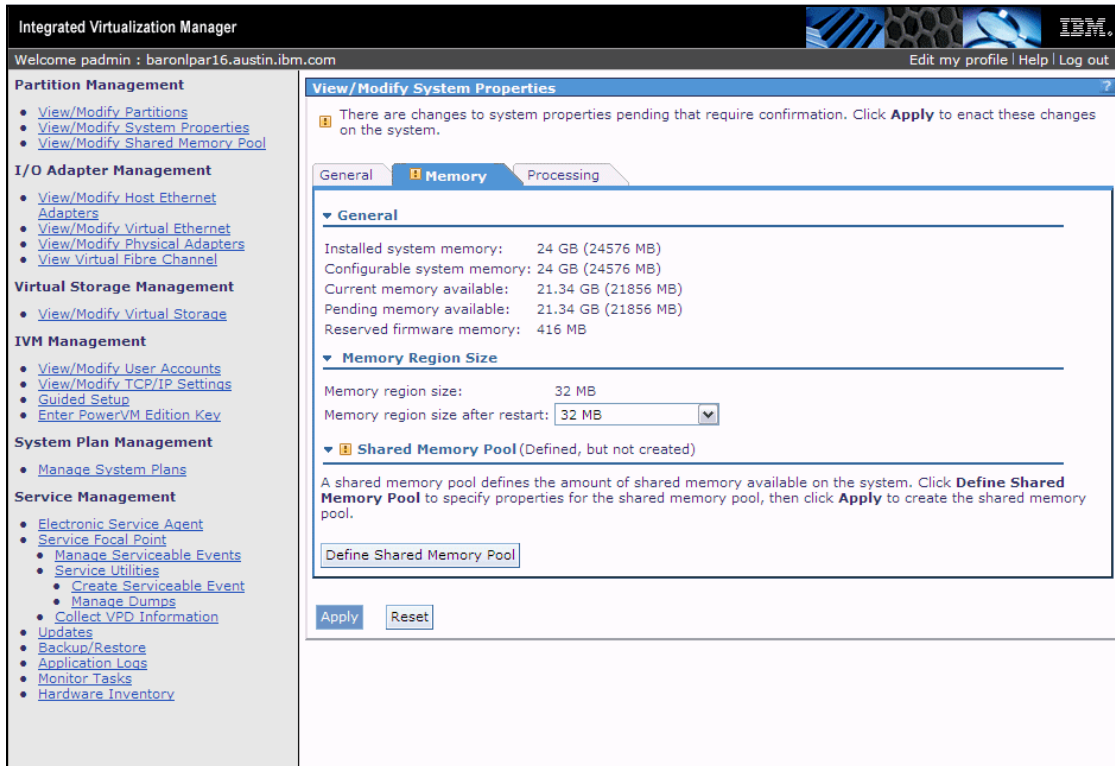 Integrated Virtualization Manager
IBM.
Welcome padmin : baronlpar16.austin.ibm.com
Edit my profile | Help | Log out
Partition Management
View/Modify Partitions
View/Modify System Properties
View/Modify Shared Memory Pool
I/O Adapter Management
View/Modify Host Ethernet
Adapters
View/Modify Virtual Ethernet
View/Modify Physical Adapters
View Virtual Fibre Channel
Virtual Storage Management
View/Modify Virtual Storage
IVM Management
View/Modify User Accounts
View/Modify TCP/IP Settings
Guided Setup
Enter PowerVM Edition Key
System Plan Management
Manage System Plans
Service Management
Electronic Service Agent
Service Focal Point
Manage Serviceable Events
Service Utilities
Create Serviceable Event
Manage Dumps
Collect VPD Information
Updates
Backup/Restore
Application Logs
Monitor Tasks
Hardware Inventory
View/Modify System Properties
?
There are changes to system properties pending that require confirmation. Click Apply to enact these changes
on the system.
General
Memory
Processing
General
Installed system memory: 24 GB (24576 MB)
Configurable system memory: 24 GB (24576 MB)
Current memory available: 21.34 GB (21856 MB)
Pending memory available: 21.34 GB (21856 MB)
Reserved firmware memory: 416 MB
Memory Region Size
Memory region size: 32 MB
Memory region size after restart: 32 MB
Shared Memory Pool (Defined, but not created)
A shared memory pool defines the amount of shared memory available on the system. Click Define Shared
Memory Pool to specify properties for the shared memory pool, then click Apply to create the shared memory
pool.
Define Shared Memory Pool
Apply
Reset